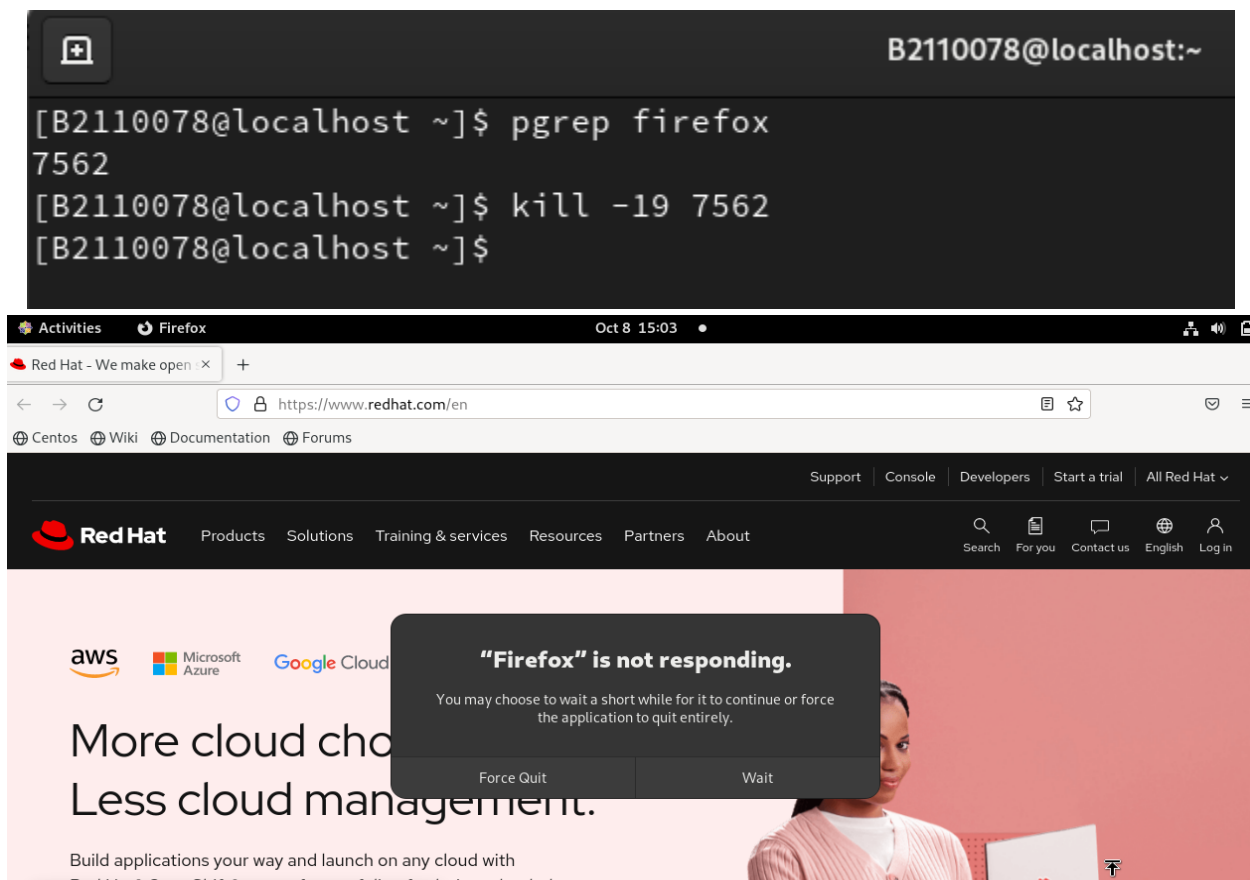 B2110078@localhost:~
[B2110078@localhost ~]$ pgrep firefox
7562
[B2110078@localhost ~]$ kill -19 7562
[B2110078@localhost ~]$
Activities Firefox Oct 8 15:03
Red Hat - We make open
https://www.redhat.com/en
Centos Wiki Documentation Forums
Support Console Developers Start a trial All Red Hat
Red Hat Products Solutions Training & services Resources Partners About
Search For you Contact us English Log in
aws Microsoft Azure Google Cloud
"Firefox" is not responding.
You may choose to wait a short while for it to continue or force
the application to quit entirely.
Force Quit Wait
More cloud cho
Less cloud management.
Build applications your way and launch on any cloud with